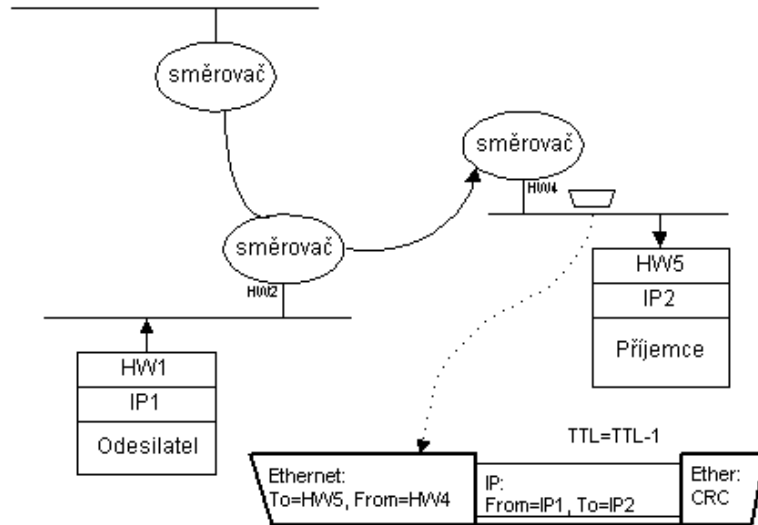 směrovač
směrovač
HW4
směrovač
HW2
HW5
IP2
Příjemce
HW1
IP1
Odesilatel
TTL=TTL-1
Ethernet:
To=HW5, From=HW4
IP:
From=IP1, To=IP2
Ether:
CRC